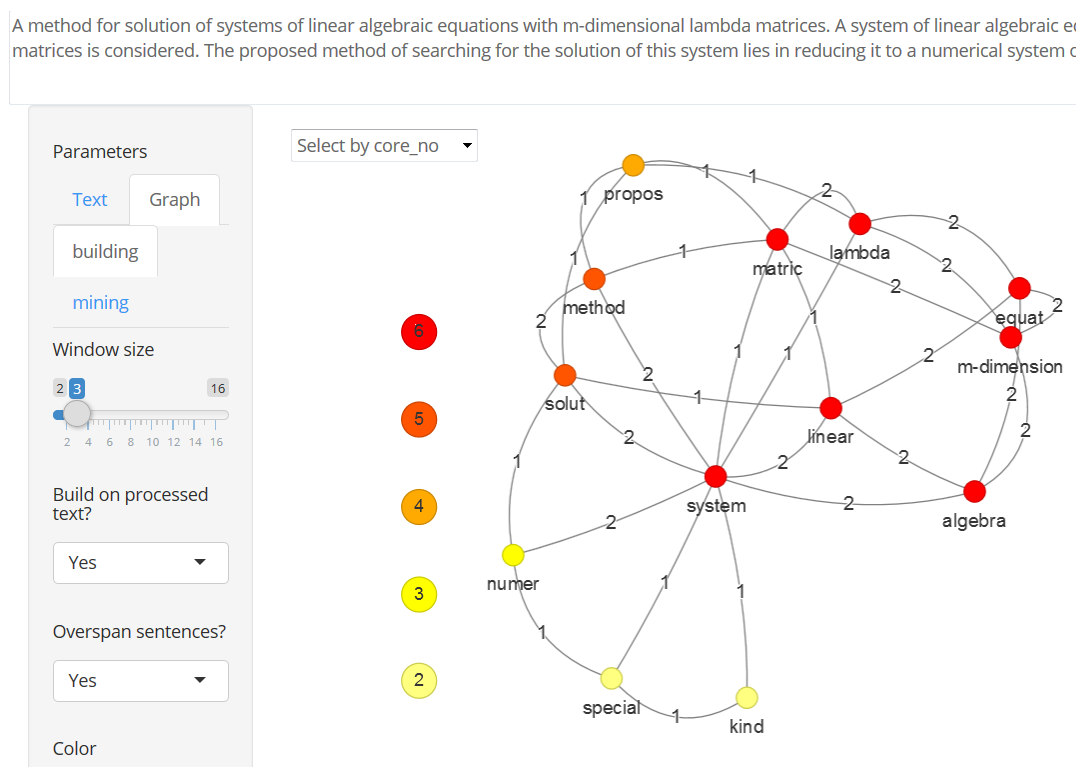 A method for solution of systems of linear algebraic equations with m-dimensional lambda matrices. A system of linear algebraic
matrices is considered. The proposed method of searching for the solution of this system lies in reducing it to a numerical system
Parameters
Text Graph
building
mining
Window size
2 3 16
2 4 6 8 10 12 14 16
Build on processed
text?
Yes
Overspan sentences?
Yes
Color
Select by core_no
6
5
4
3
2
propos
lambda
matric
method
equat
m-dimension
solut
linear
system
algebra
numer
special
kind
1
1
1
1
1
2
2
2
2
2
2
2
1
1
1
1
2
2
2
2
2
2
2
1
2
1
1
1
1